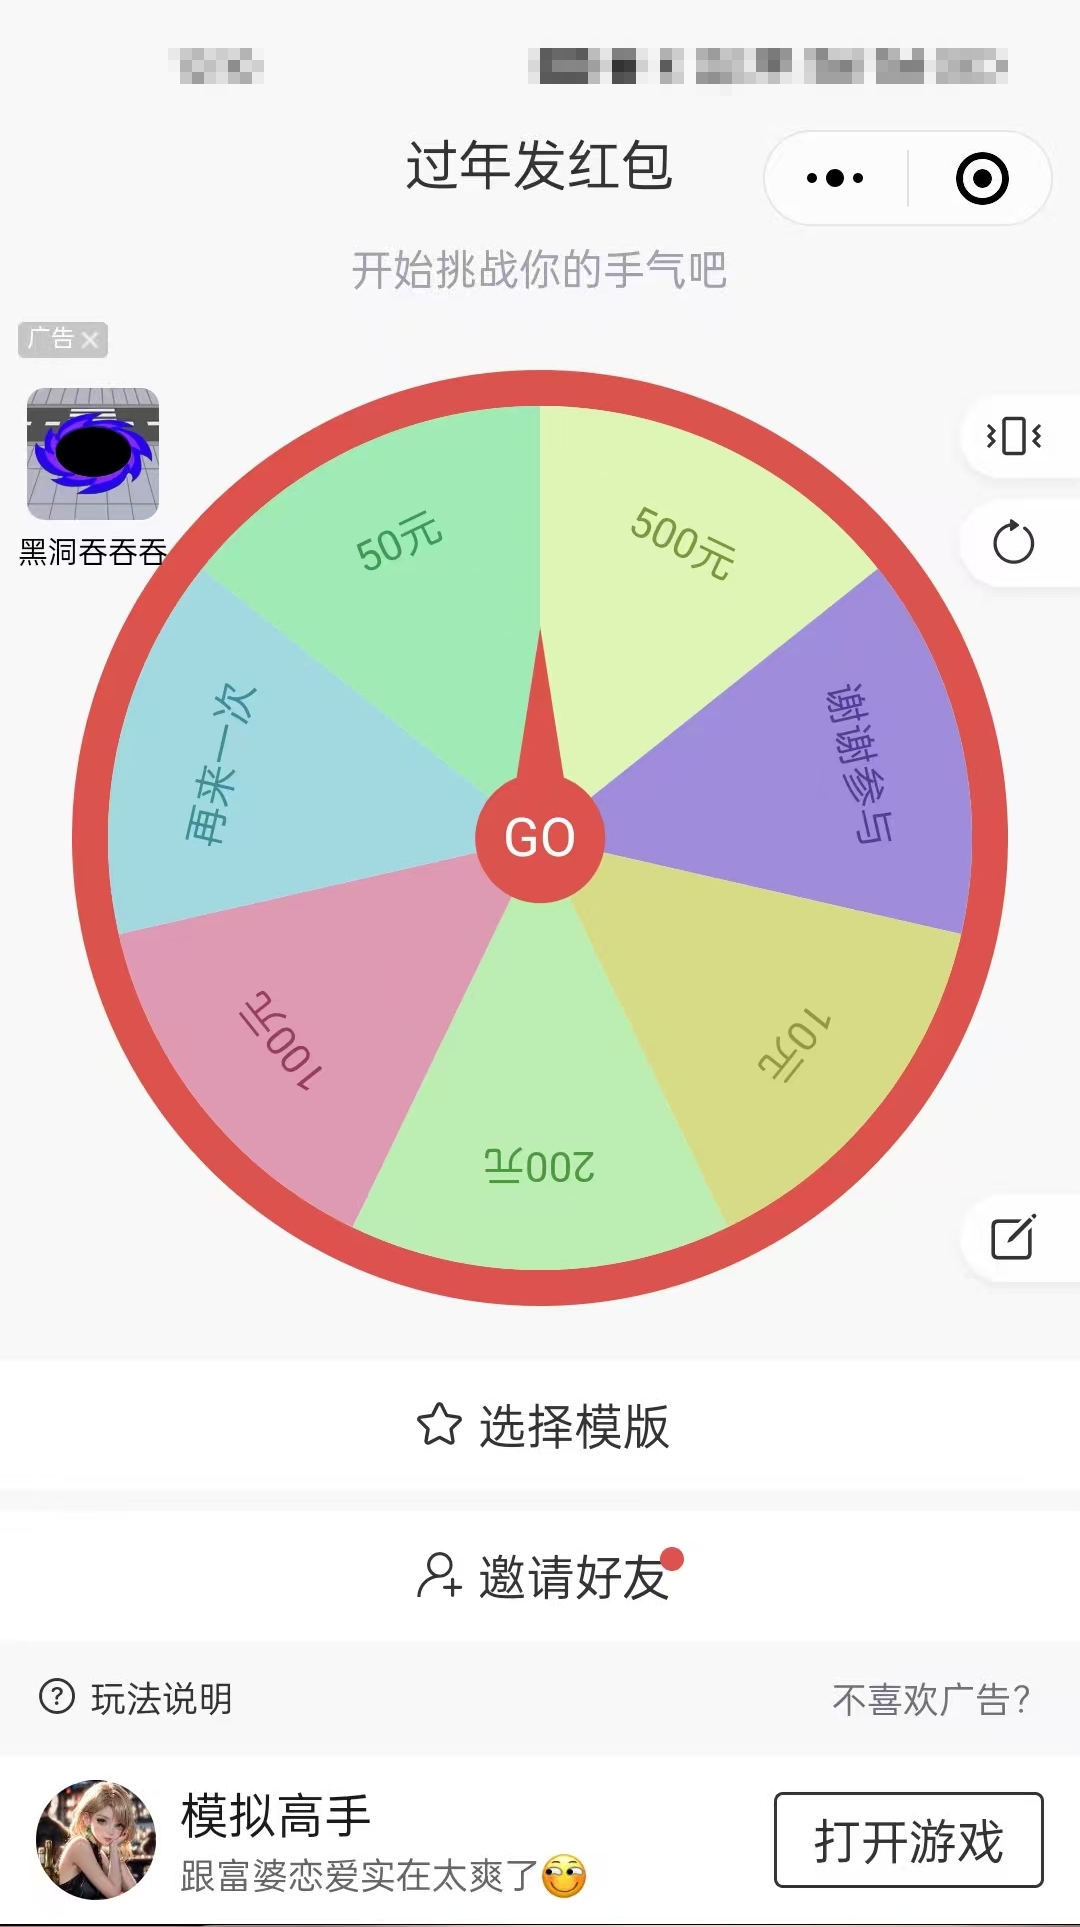 过年发红包
开始挑战你的手气吧
广告
黑洞吞吞吞
50元
500元
再来一次
谢谢参与
GO
100元
10元
200元
选择模版
邀请好友
玩法说明
不喜欢广告?
模拟高手
跟富婆恋爱实在太爽了
打开游戏